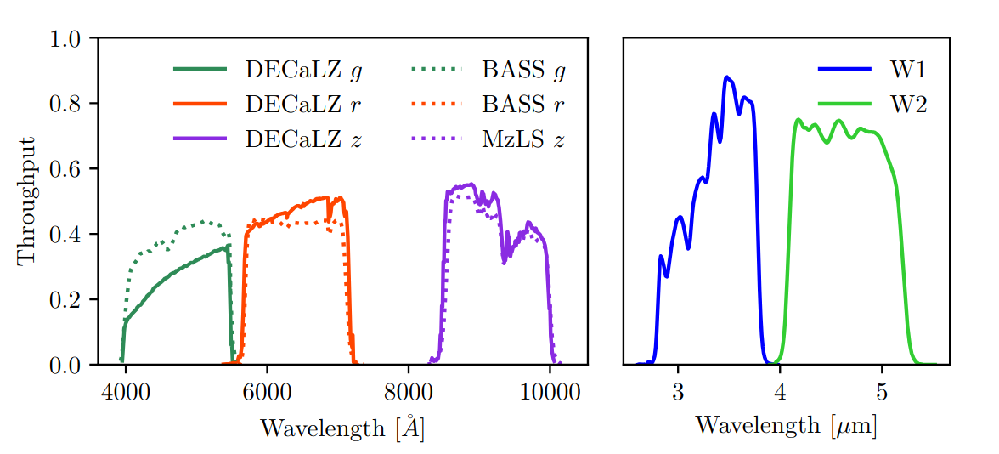 Throughput
1.0
0.8
0.6
0.4
0.2
0.0
DECaLZ g
DECaLZ r
DECaLZ z
BASS g
BASS r
MzLS z
4000 6000 8000 10000
Wavelength [Å]
W1
W2
3 4 5
Wavelength [μm]